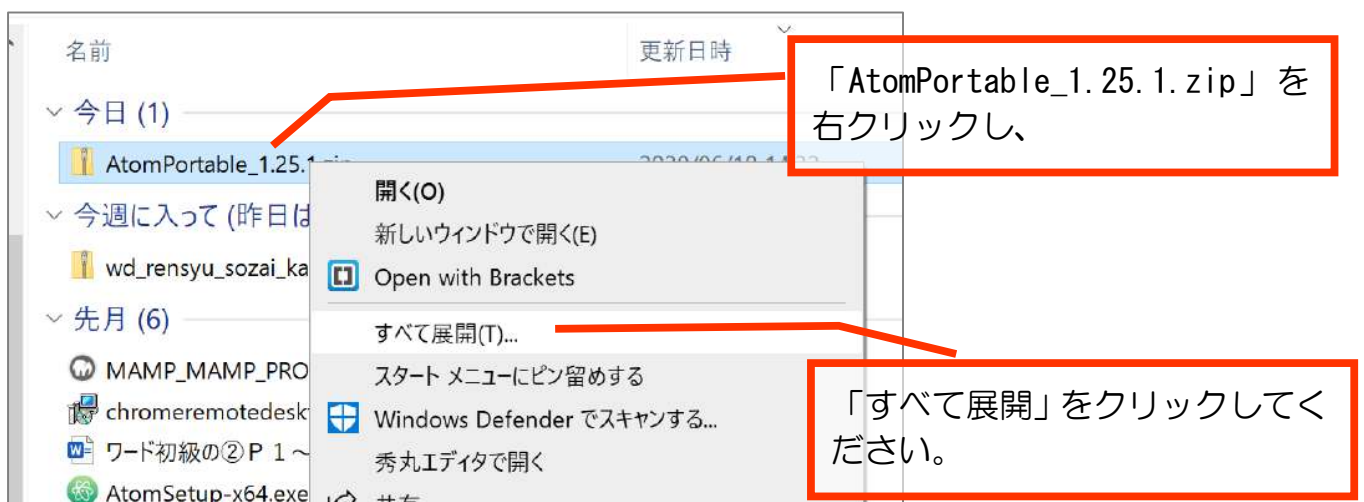 名前
更新日時
「AtomPortable_1.25.1.zip」を
右クリックし、
今日 (1)
AtomPortable_1.25.1.zip
開く(O)
今週に入って (昨日は
新しいウィンドウで開く(E)
wd_rensyu_sozai_ka
Open with Brackets
先月 (6)
すべて展開(T)...
MAMP_MAMP_PRO
スタート メニューにピン留めする
「すべて展開」をクリックしてく
ださい。
chromeremotedesk
Windows Defender でスキャンする...
ワード初級の②P 1~
秀丸エディタで開く
AtomSetup-x64.exe